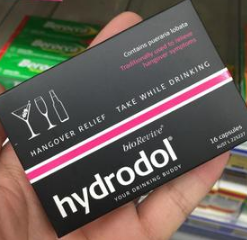 Berocca
Contains pueraria lobata
Traditionally used to relieve
hangover symptoms
HANGOVER RELIEF TAKE WHILE DRINKING
bioRevive
hydrodol
YOUR DRINKING BUDDY
16 capsules